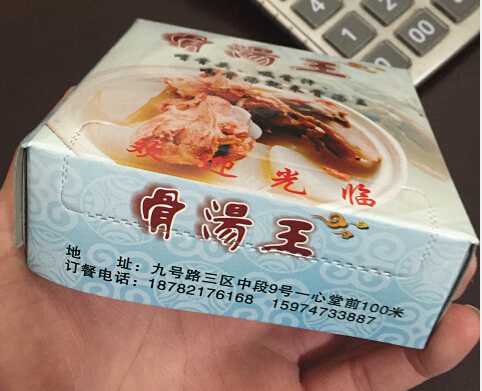 骨湯王
欢迎光临
骨湯王
地 址：九号路三区中段9号一心堂前100米
订餐电话：18782176168 15974733887
00